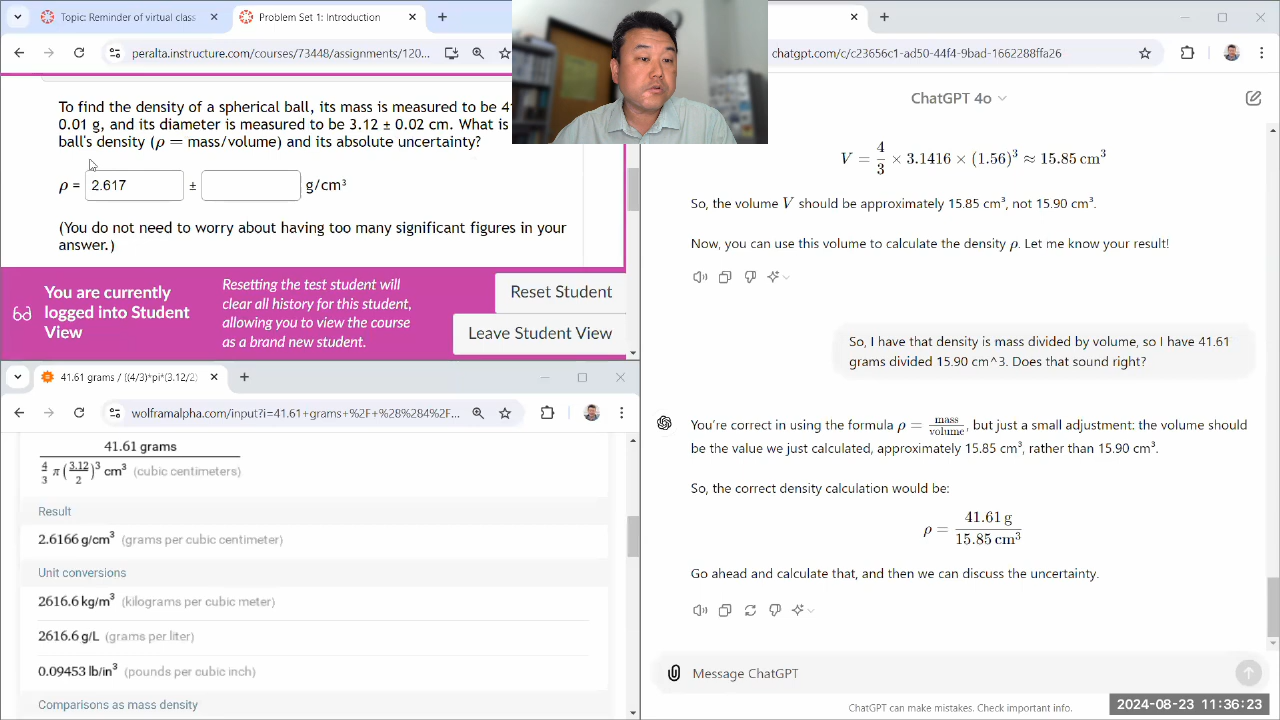 Topic: Reminder of virtual class
Problem Set 1: Introduction
peralta.instructure.com/courses/73448/assignments/120...
To find the density of a spherical ball, its mass is measured to be 4
0.01 g, and its diameter is measured to be 3.12 ± 0.02 cm. What is
ball's density (ρ = mass/volume) and its absolute uncertainty?
ρ = 2.617 ± g/cm³
(You do not need to worry about having too many significant figures in your
answer.)
You are currently
logged into Student
View
Resetting the test student will
clear all history for this student,
allowing you to view the course
as a brand new student.
Reset Student
Leave Student View
41.61 grams / ((4/3)*pi*(3.12/2)
wolframalpha.com/input?i=41.61+grams+%2F+%28%284%2F...
41.61 grams
4/3 π (3.12/2)³ cm³ (cubic centimeters)
Result
2.6166 g/cm³ (grams per cubic centimeter)
Unit conversions
2616.6 kg/m³ (kilograms per cubic meter)
2616.6 g/L (grams per liter)
0.09453 lb/in³ (pounds per cubic inch)
Comparisons as mass density
chatgpt.com/c/c23656c1-ad50-44f4-9bad-1662288ffa26
ChatGPT 4o
V = 4/3 × 3.1416 × (1.56)³ ≈ 15.85 cm³
So, the volume V should be approximately 15.85 cm³, not 15.90 cm³.
Now, you can use this volume to calculate the density ρ. Let me know your result!
So, I have that density is mass divided by volume, so I have 41.61
grams divided 15.90 cm^3. Does that sound right?
You're correct in using the formula ρ = mass/volume, but just a small adjustment: the volume should
be the value we just calculated, approximately 15.85 cm³, rather than 15.90 cm³.
So, the correct density calculation would be:
ρ = 41.61 g / 15.85 cm³
Go ahead and calculate that, and then we can discuss the uncertainty.
Message ChatGPT
ChatGPT can make mistakes. Check important info.
2024-08-23 11:36:23